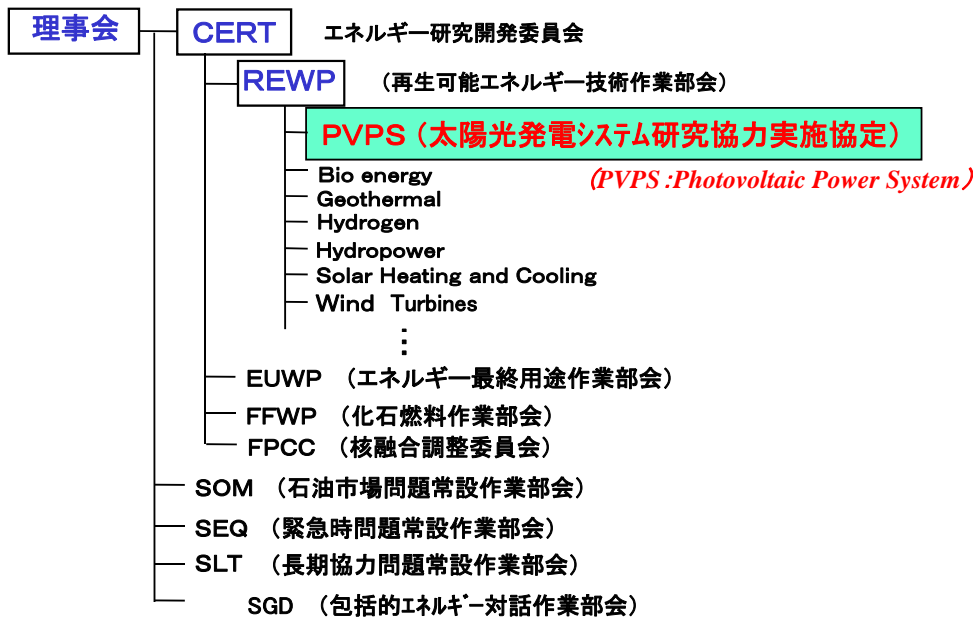 理事会 CERT エネルギー研究開発委員会
REWP （再生可能エネルギー技術作業部会）
PVPS（太陽光発電ｼｽﾃﾑ研究協力実施協定）
Bio energy （PVPS :Photovoltaic Power System）
Geothermal
Hydrogen
Hydropower
Solar Heating and Cooling
Wind Turbines
⋮
EUWP （エネルギー最終用途作業部会）
FFWP （化石燃料作業部会）
FPCC （核融合調整委員会）
SOM （石油市場問題常設作業部会）
SEQ （緊急時問題常設作業部会）
SLT （長期協力問題常設作業部会）
SGD （包括的ｴﾈﾙｷﾞｰ対話作業部会）